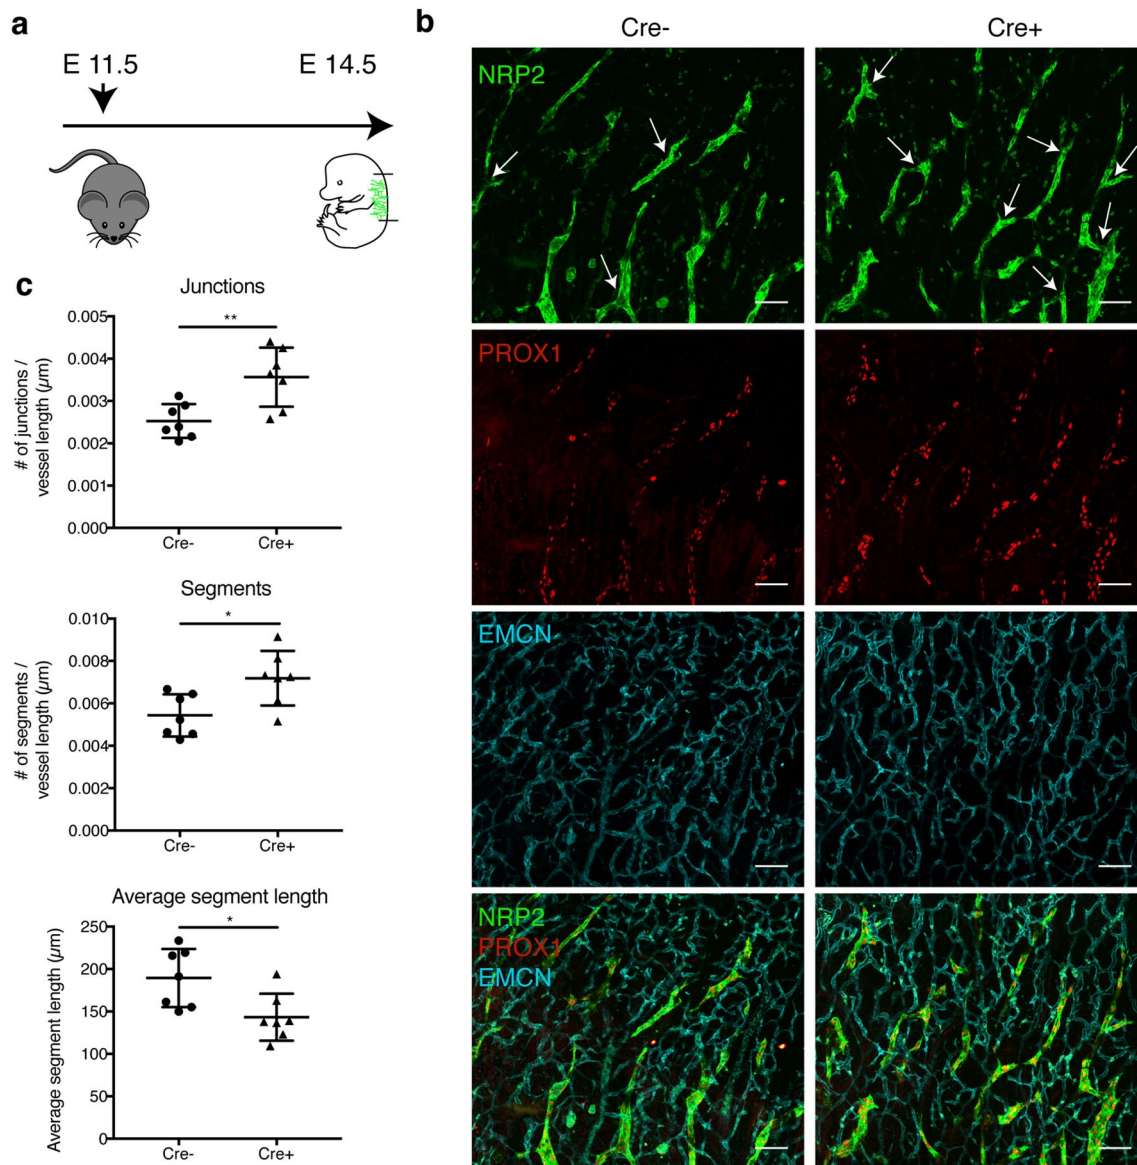 a
E 11.5
E 14.5
b
Cre-
Cre+
NRP2
PROX1
EMCN
NRP2
PROX1
EMCN
c
Junctions
**
# of junctions /
vessel length (µm)
0.005
0.004
0.003
0.002
0.001
0.000
Cre-
Cre+
Segments
*
# of segments /
vessel length (µm)
0.010
0.008
0.006
0.004
0.002
0.000
Cre-
Cre+
Average segment length
*
Average segment length (µm)
250
200
150
100
50
0
Cre-
Cre+